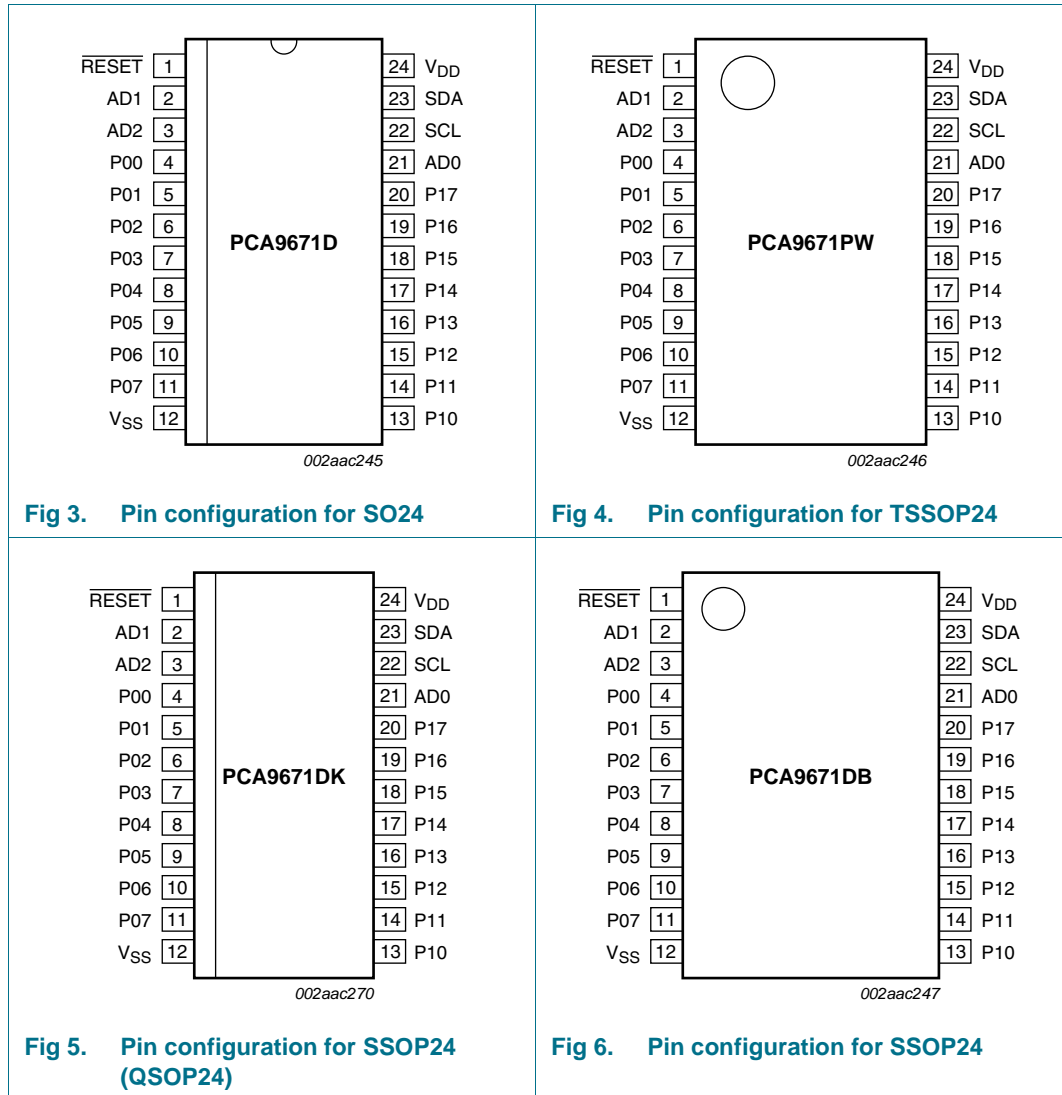 RESET 1 24 VDD
AD1 2 23 SDA
AD2 3 22 SCL
P00 4 21 AD0
P01 5 20 P17
P02 6 19 P16
PCA9671D
P03 7 18 P15
P04 8 17 P14
P05 9 16 P13
P06 10 15 P12
P07 11 14 P11
VSS 12 13 P10
002aac245
Fig 3. Pin configuration for SO24
RESET 1 24 VDD
AD1 2 23 SDA
AD2 3 22 SCL
P00 4 21 AD0
P01 5 20 P17
P02 6 19 P16
PCA9671PW
P03 7 18 P15
P04 8 17 P14
P05 9 16 P13
P06 10 15 P12
P07 11 14 P11
VSS 12 13 P10
002aac246
Fig 4. Pin configuration for TSSOP24
RESET 1 24 VDD
AD1 2 23 SDA
AD2 3 22 SCL
P00 4 21 AD0
P01 5 20 P17
P02 6 19 P16
PCA9671DK
P03 7 18 P15
P04 8 17 P14
P05 9 16 P13
P06 10 15 P12
P07 11 14 P11
VSS 12 13 P10
002aac270
Fig 5. Pin configuration for SSOP24
(QSOP24)
RESET 1 24 VDD
AD1 2 23 SDA
AD2 3 22 SCL
P00 4 21 AD0
P01 5 20 P17
P02 6 19 P16
PCA9671DB
P03 7 18 P15
P04 8 17 P14
P05 9 16 P13
P06 10 15 P12
P07 11 14 P11
VSS 12 13 P10
002aac247
Fig 6. Pin configuration for SSOP24